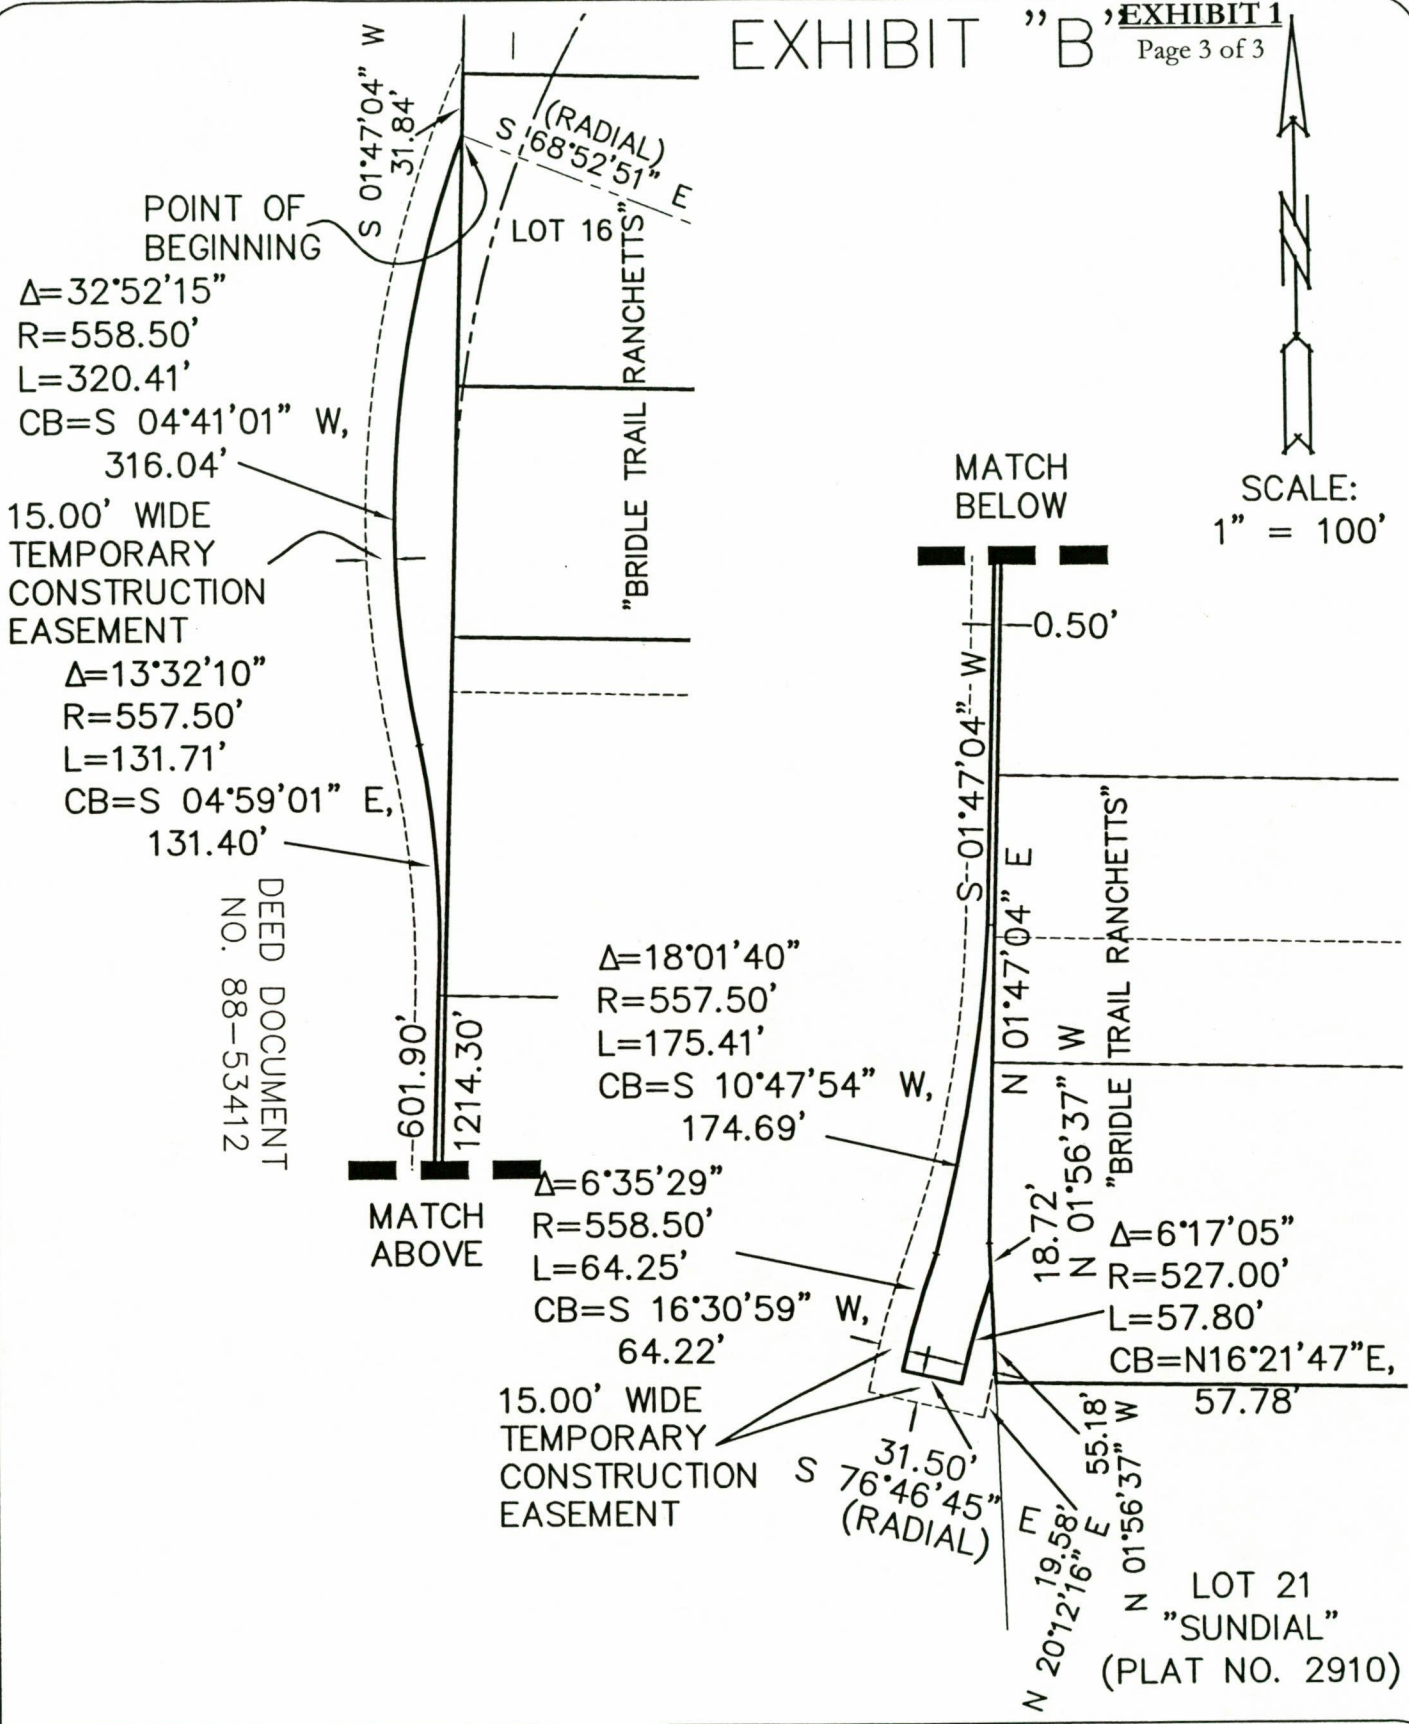 EXHIBIT "B"
EXHIBIT 1
Page 3 of 3
S 01°47'04" W
31.84'
(RADIAL)
S 68°52'51" E
POINT OF
BEGINNING
LOT 16
"BRIDLE TRAIL RANCHETTS"
Δ=32°52'15"
R=558.50'
L=320.41'
CB=S 04°41'01" W,
316.04'
15.00' WIDE
TEMPORARY
CONSTRUCTION
EASEMENT
Δ=13°32'10"
R=557.50'
L=131.71'
CB=S 04°59'01" E,
131.40'
DEED DOCUMENT
NO. 88-53412
601.90'
1214.30'
MATCH
ABOVE
N
SCALE:
1" = 100'
MATCH
BELOW
0.50'
S 01°47'04" W
N 01°47'04" E
"BRIDLE TRAIL RANCHETTS"
Δ=18°01'40"
R=557.50'
L=175.41'
CB=S 10°47'54" W,
174.69'
Δ=6°35'29"
R=558.50'
L=64.25'
CB=S 16°30'59" W,
64.22'
15.00' WIDE
TEMPORARY
CONSTRUCTION
EASEMENT
18.72'
N 01°56'37" W
Δ=6°17'05"
R=527.00'
L=57.80'
CB=N16°21'47"E,
57.78'
31.50'
S 76°46'45" E
(RADIAL)
19.58'
N 20°12'16" E
55.18'
N 01°56'37" W
LOT 21
"SUNDIAL"
(PLAT NO. 2910)